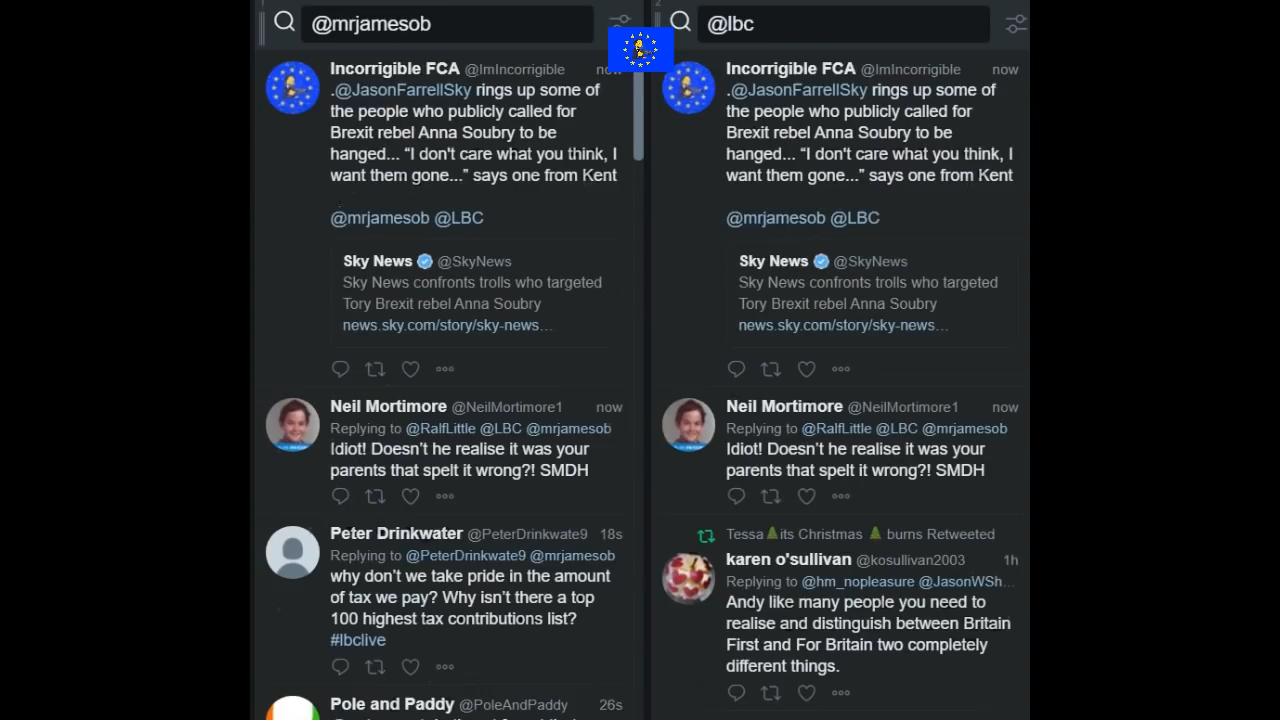 1
@mrjamesob
Incorrigible FCA @ImIncorrigible now
.@JasonFarrellSky rings up some of
the people who publicly called for
Brexit rebel Anna Soubry to be
hanged... “I don't care what you think, I
want them gone...” says one from Kent
@mrjamesob @LBC
Sky News @SkyNews
Sky News confronts trolls who targeted
Tory Brexit rebel Anna Soubry
news.sky.com/story/sky-news…
Neil Mortimore @NeilMortimore1 now
Replying to @RalfLittle @LBC @mrjamesob
Idiot! Doesn't he realise it was your
parents that spelt it wrong?! SMDH
Peter Drinkwater @PeterDrinkwate9 18s
Replying to @PeterDrinkwate9 @mrjamesob
why don't we take pride in the amount
of tax we pay? Why isn't there a top
100 highest tax contributions list?
#lbclive
Pole and Paddy @PoleAndPaddy 26s
2
@lbc
Incorrigible FCA @ImIncorrigible now
.@JasonFarrellSky rings up some of
the people who publicly called for
Brexit rebel Anna Soubry to be
hanged... “I don't care what you think, I
want them gone...” says one from Kent
@mrjamesob @LBC
Sky News @SkyNews
Sky News confronts trolls who targeted
Tory Brexit rebel Anna Soubry
news.sky.com/story/sky-news…
Neil Mortimore @NeilMortimore1 now
Replying to @RalfLittle @LBC @mrjamesob
Idiot! Doesn't he realise it was your
parents that spelt it wrong?! SMDH
Tessa🎄its Christmas 🎄 burns Retweeted
karen o'sullivan @kosullivan2003 1h
Replying to @hm_nopleasure @JasonWSh…
Andy like many people you need to
realise and distinguish between Britain
First and For Britain two completely
different things.